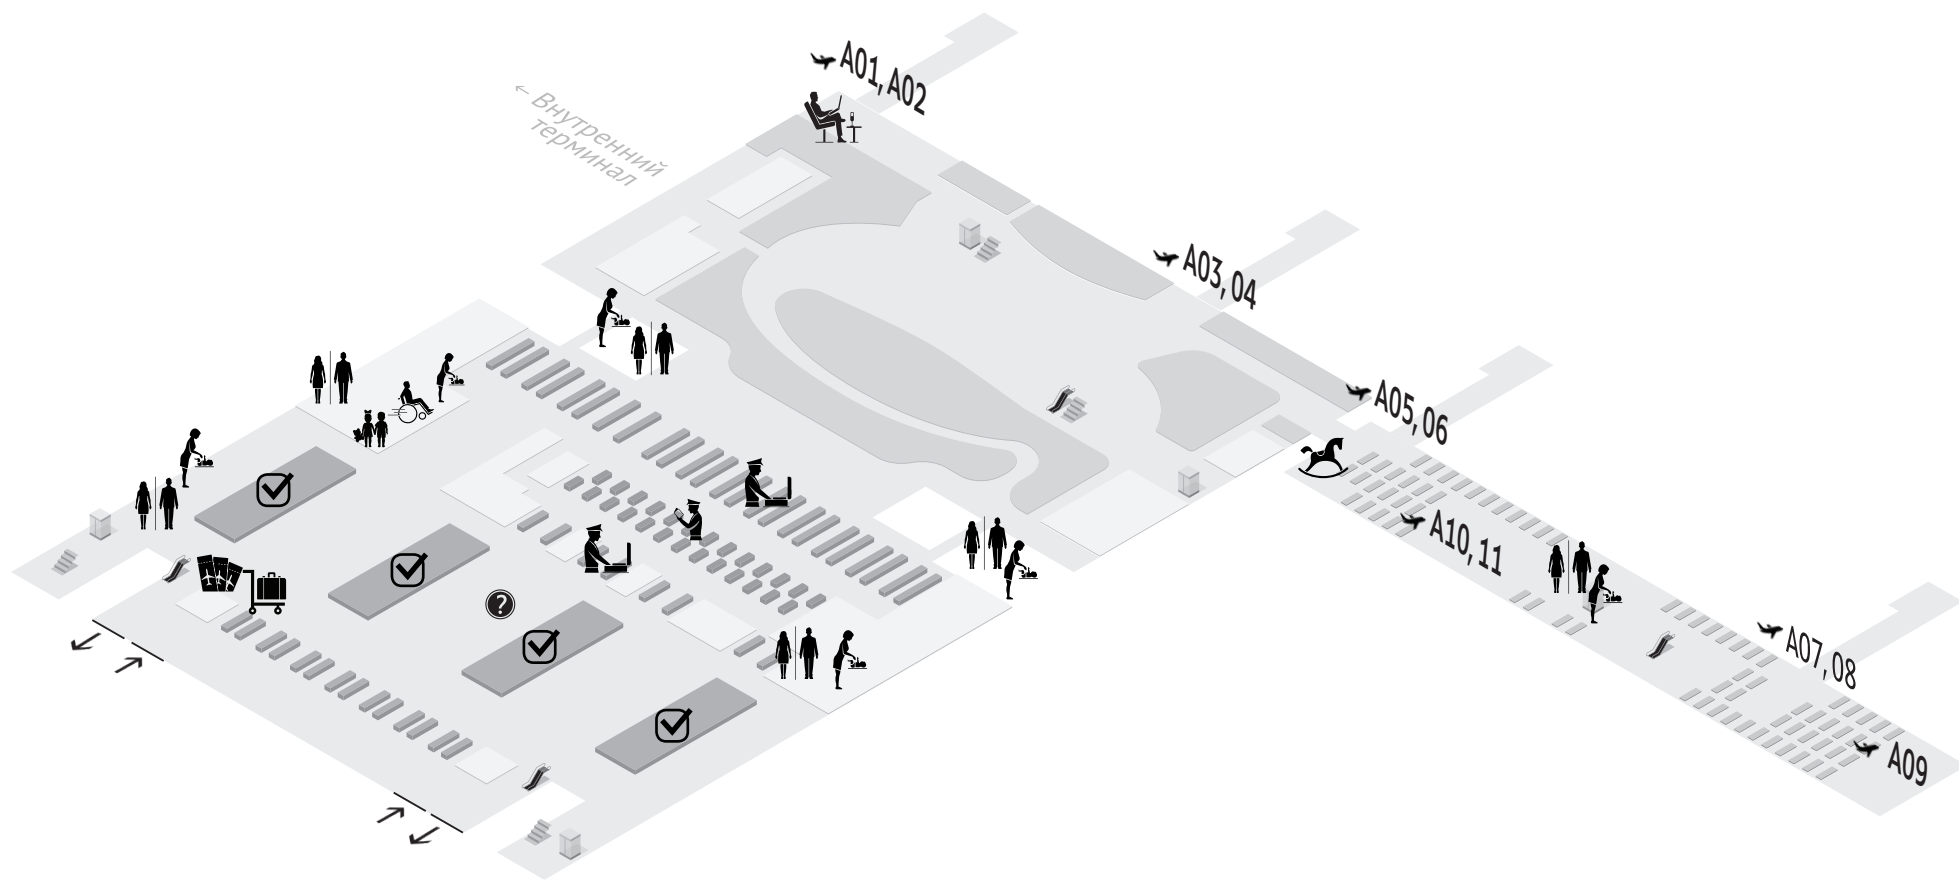 A01, A02
← Внутренний
терминал
A03, 04
A05, 06
A10, 11
?
A07, 08
A09